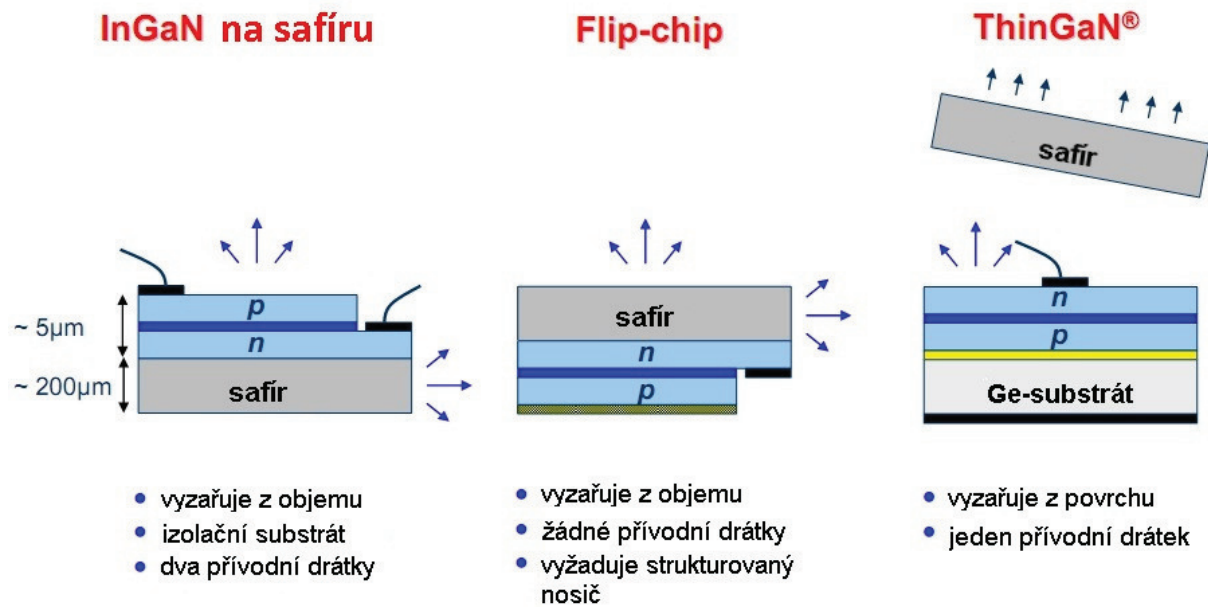 InGaN na safíru
~ 5µm
~ 200µm
p
n
safír
• vyzařuje z objemu
• izolační substrát
• dva přívodní drátky
Flip-chip
safír
n
p
• vyzařuje z objemu
• žádné přívodní drátky
• vyžaduje strukturovaný
nosič
ThinGaN®
safír
n
p
Ge-substrát
• vyzařuje z povrchu
• jeden přívodní drátek